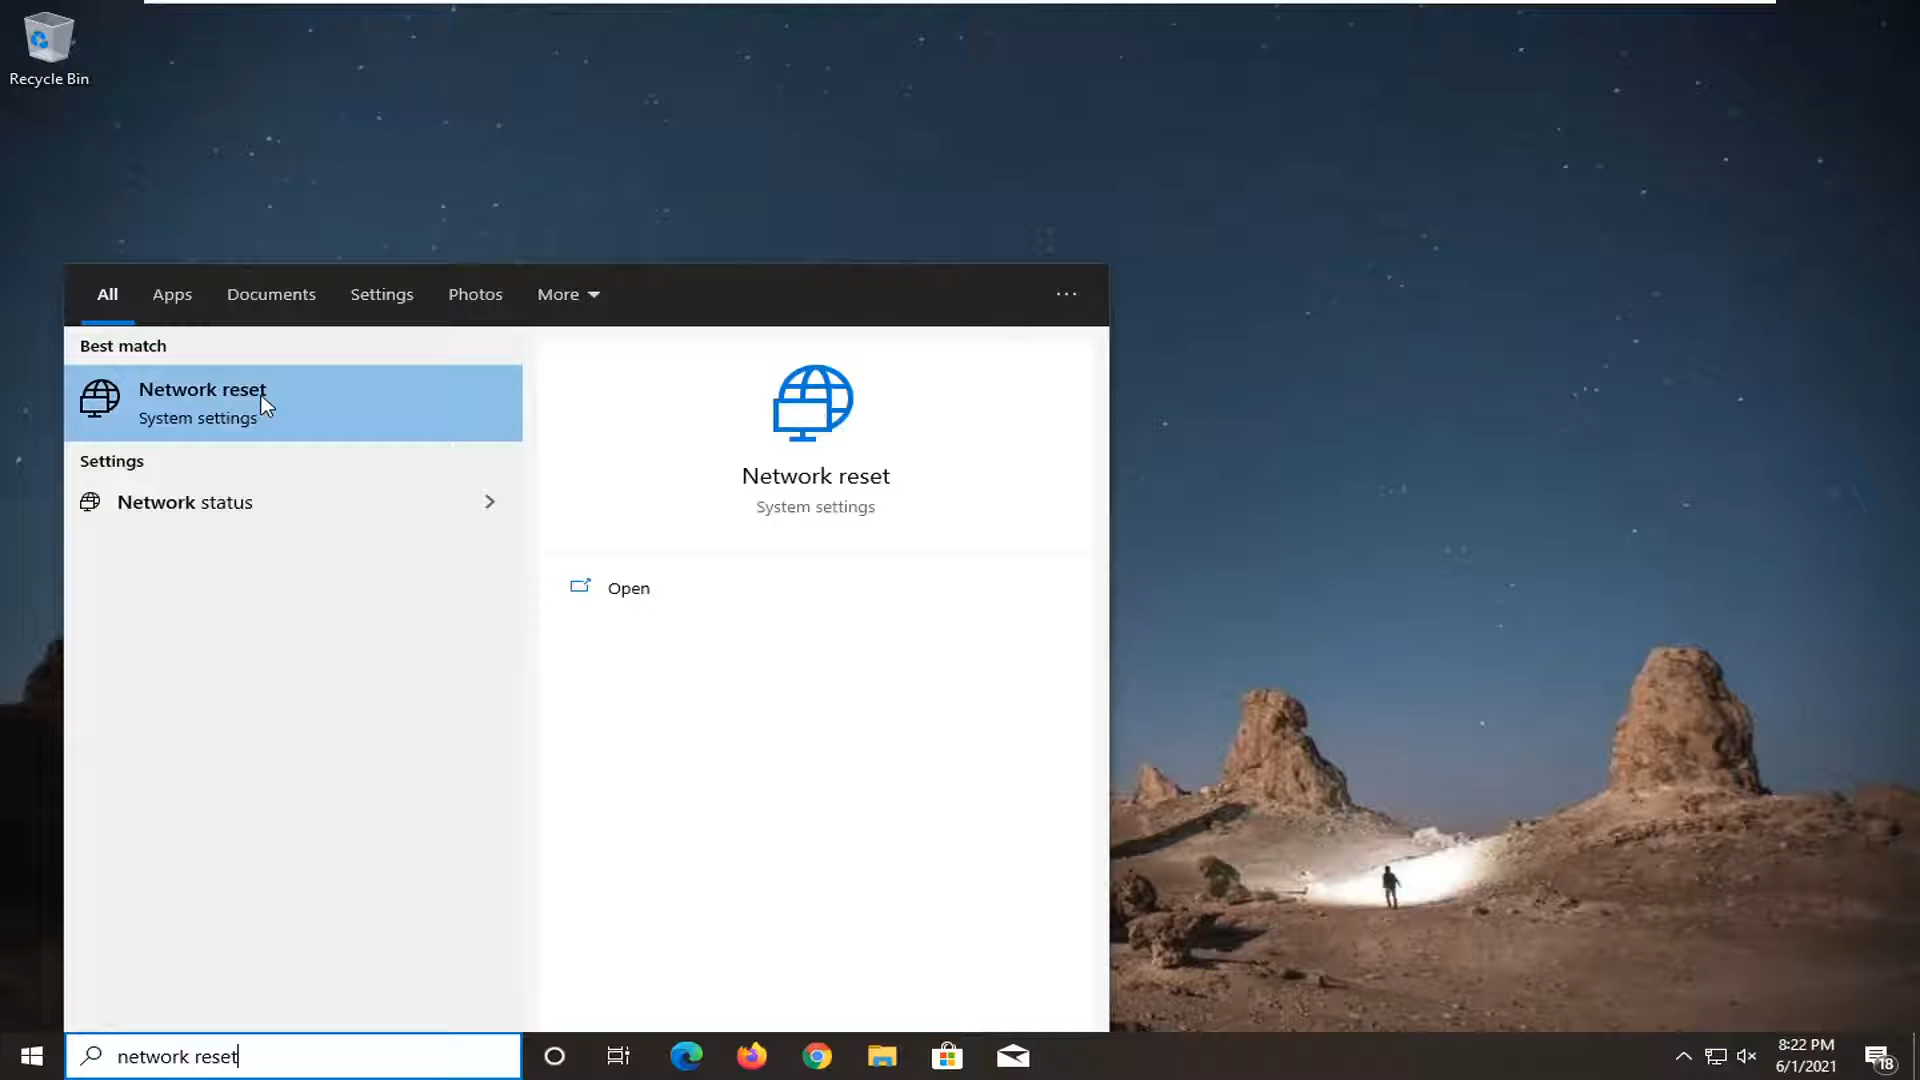 Recycle Bin
All Apps Documents Settings Photos More ...
Best match
Network reset
System settings
Settings
Network status
Network reset
System settings
Open
network reset
8:22 PM
6/1/2021
18